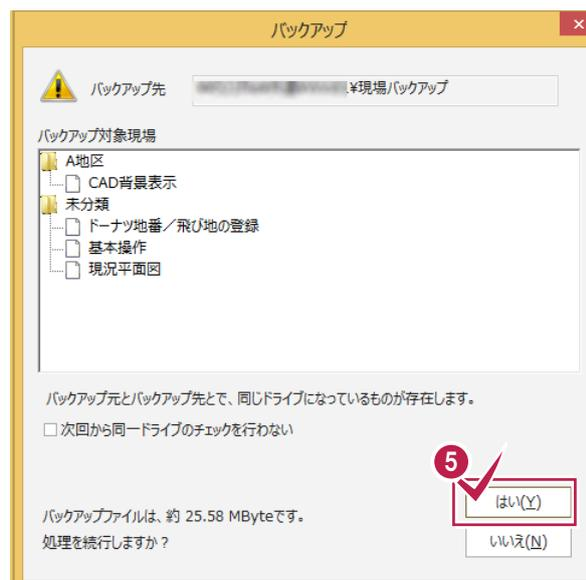 バックアップ
バックアップ先
¥現場バックアップ
バックアップ対象現場
A地区
CAD背景表示
未分類
ドーナツ地番／飛び地の登録
基本操作
現況平面図
バックアップ元とバックアップ先とで、同じドライブになっているものが存在します。
次回から同一ドライブのチェックを行わない
5
はい(Y)
バックアップファイルは、約 25.58 MByteです。
処理を続行しますか？
いいえ(N)